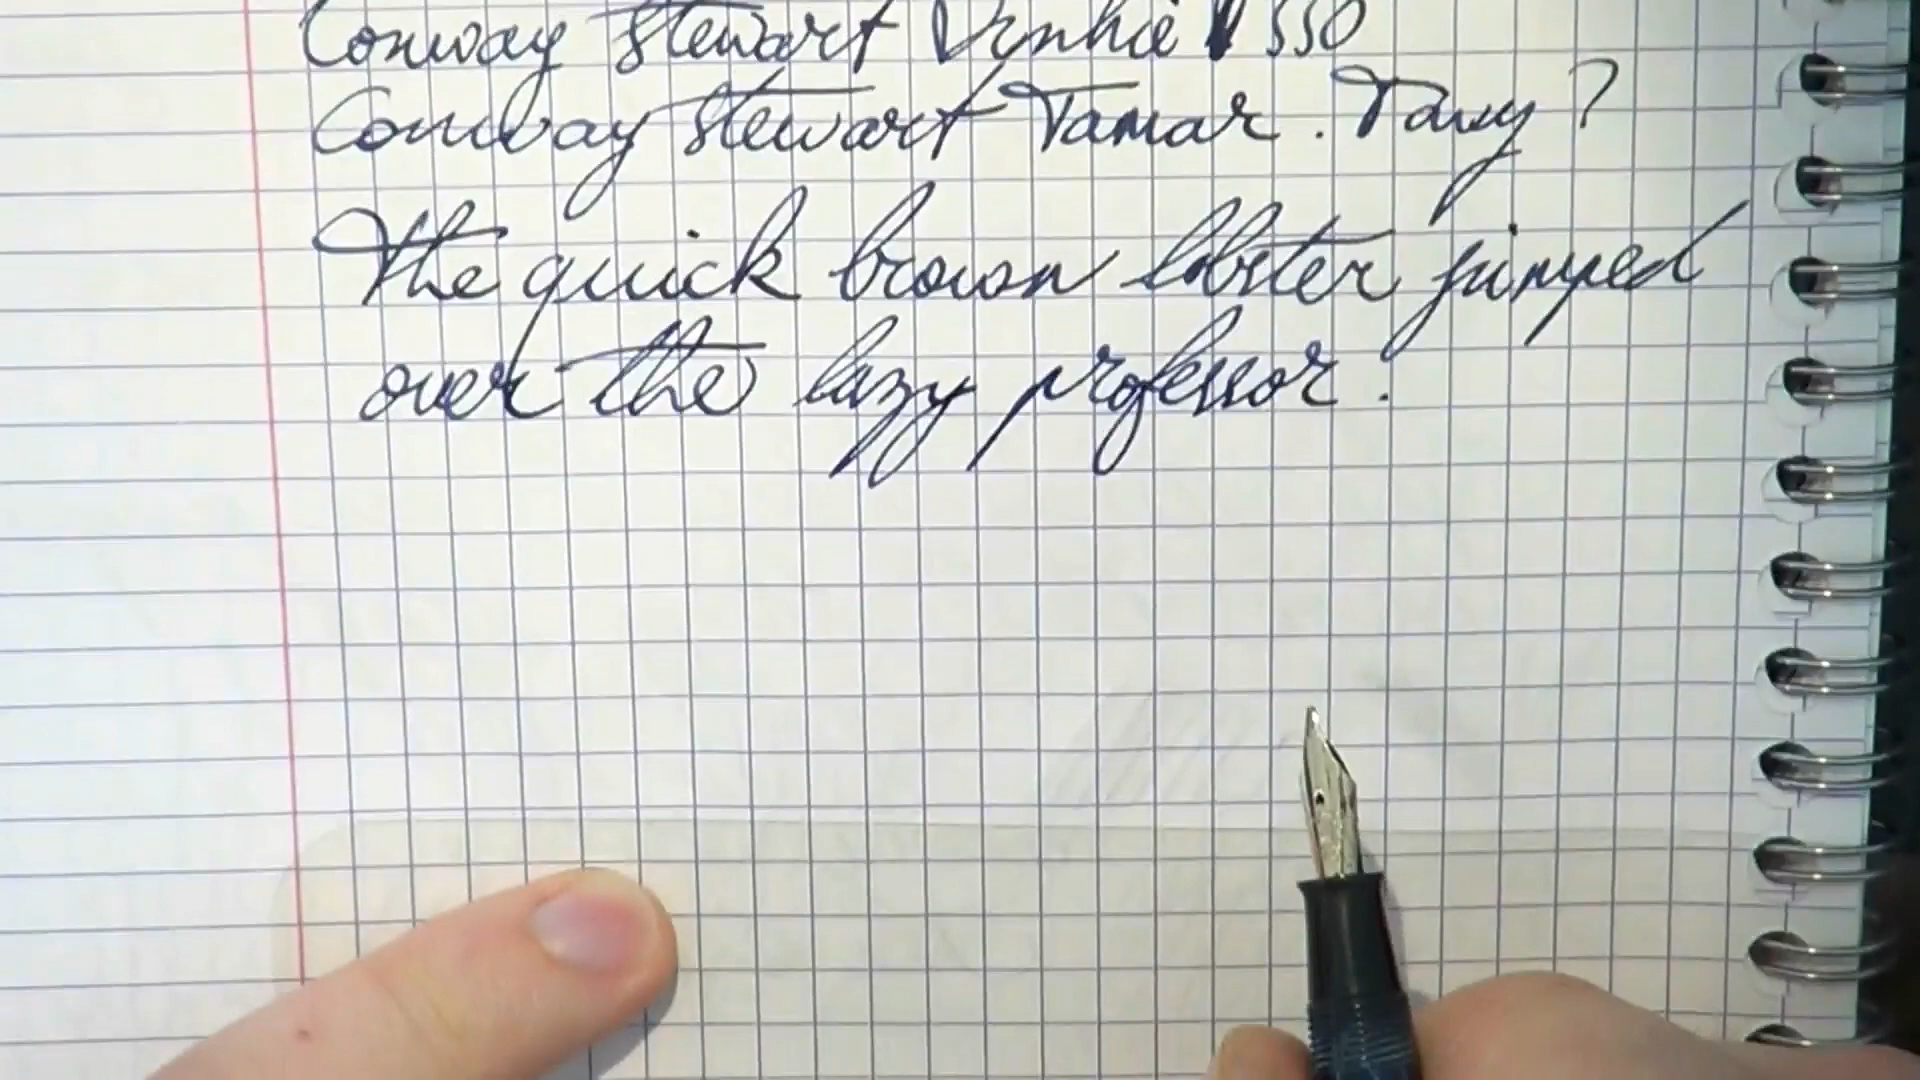 Conway Stewart Dinkie 550
Conway Stewart Tamar. Tavy?
The quick brown lobster jumped
over the lazy professor.